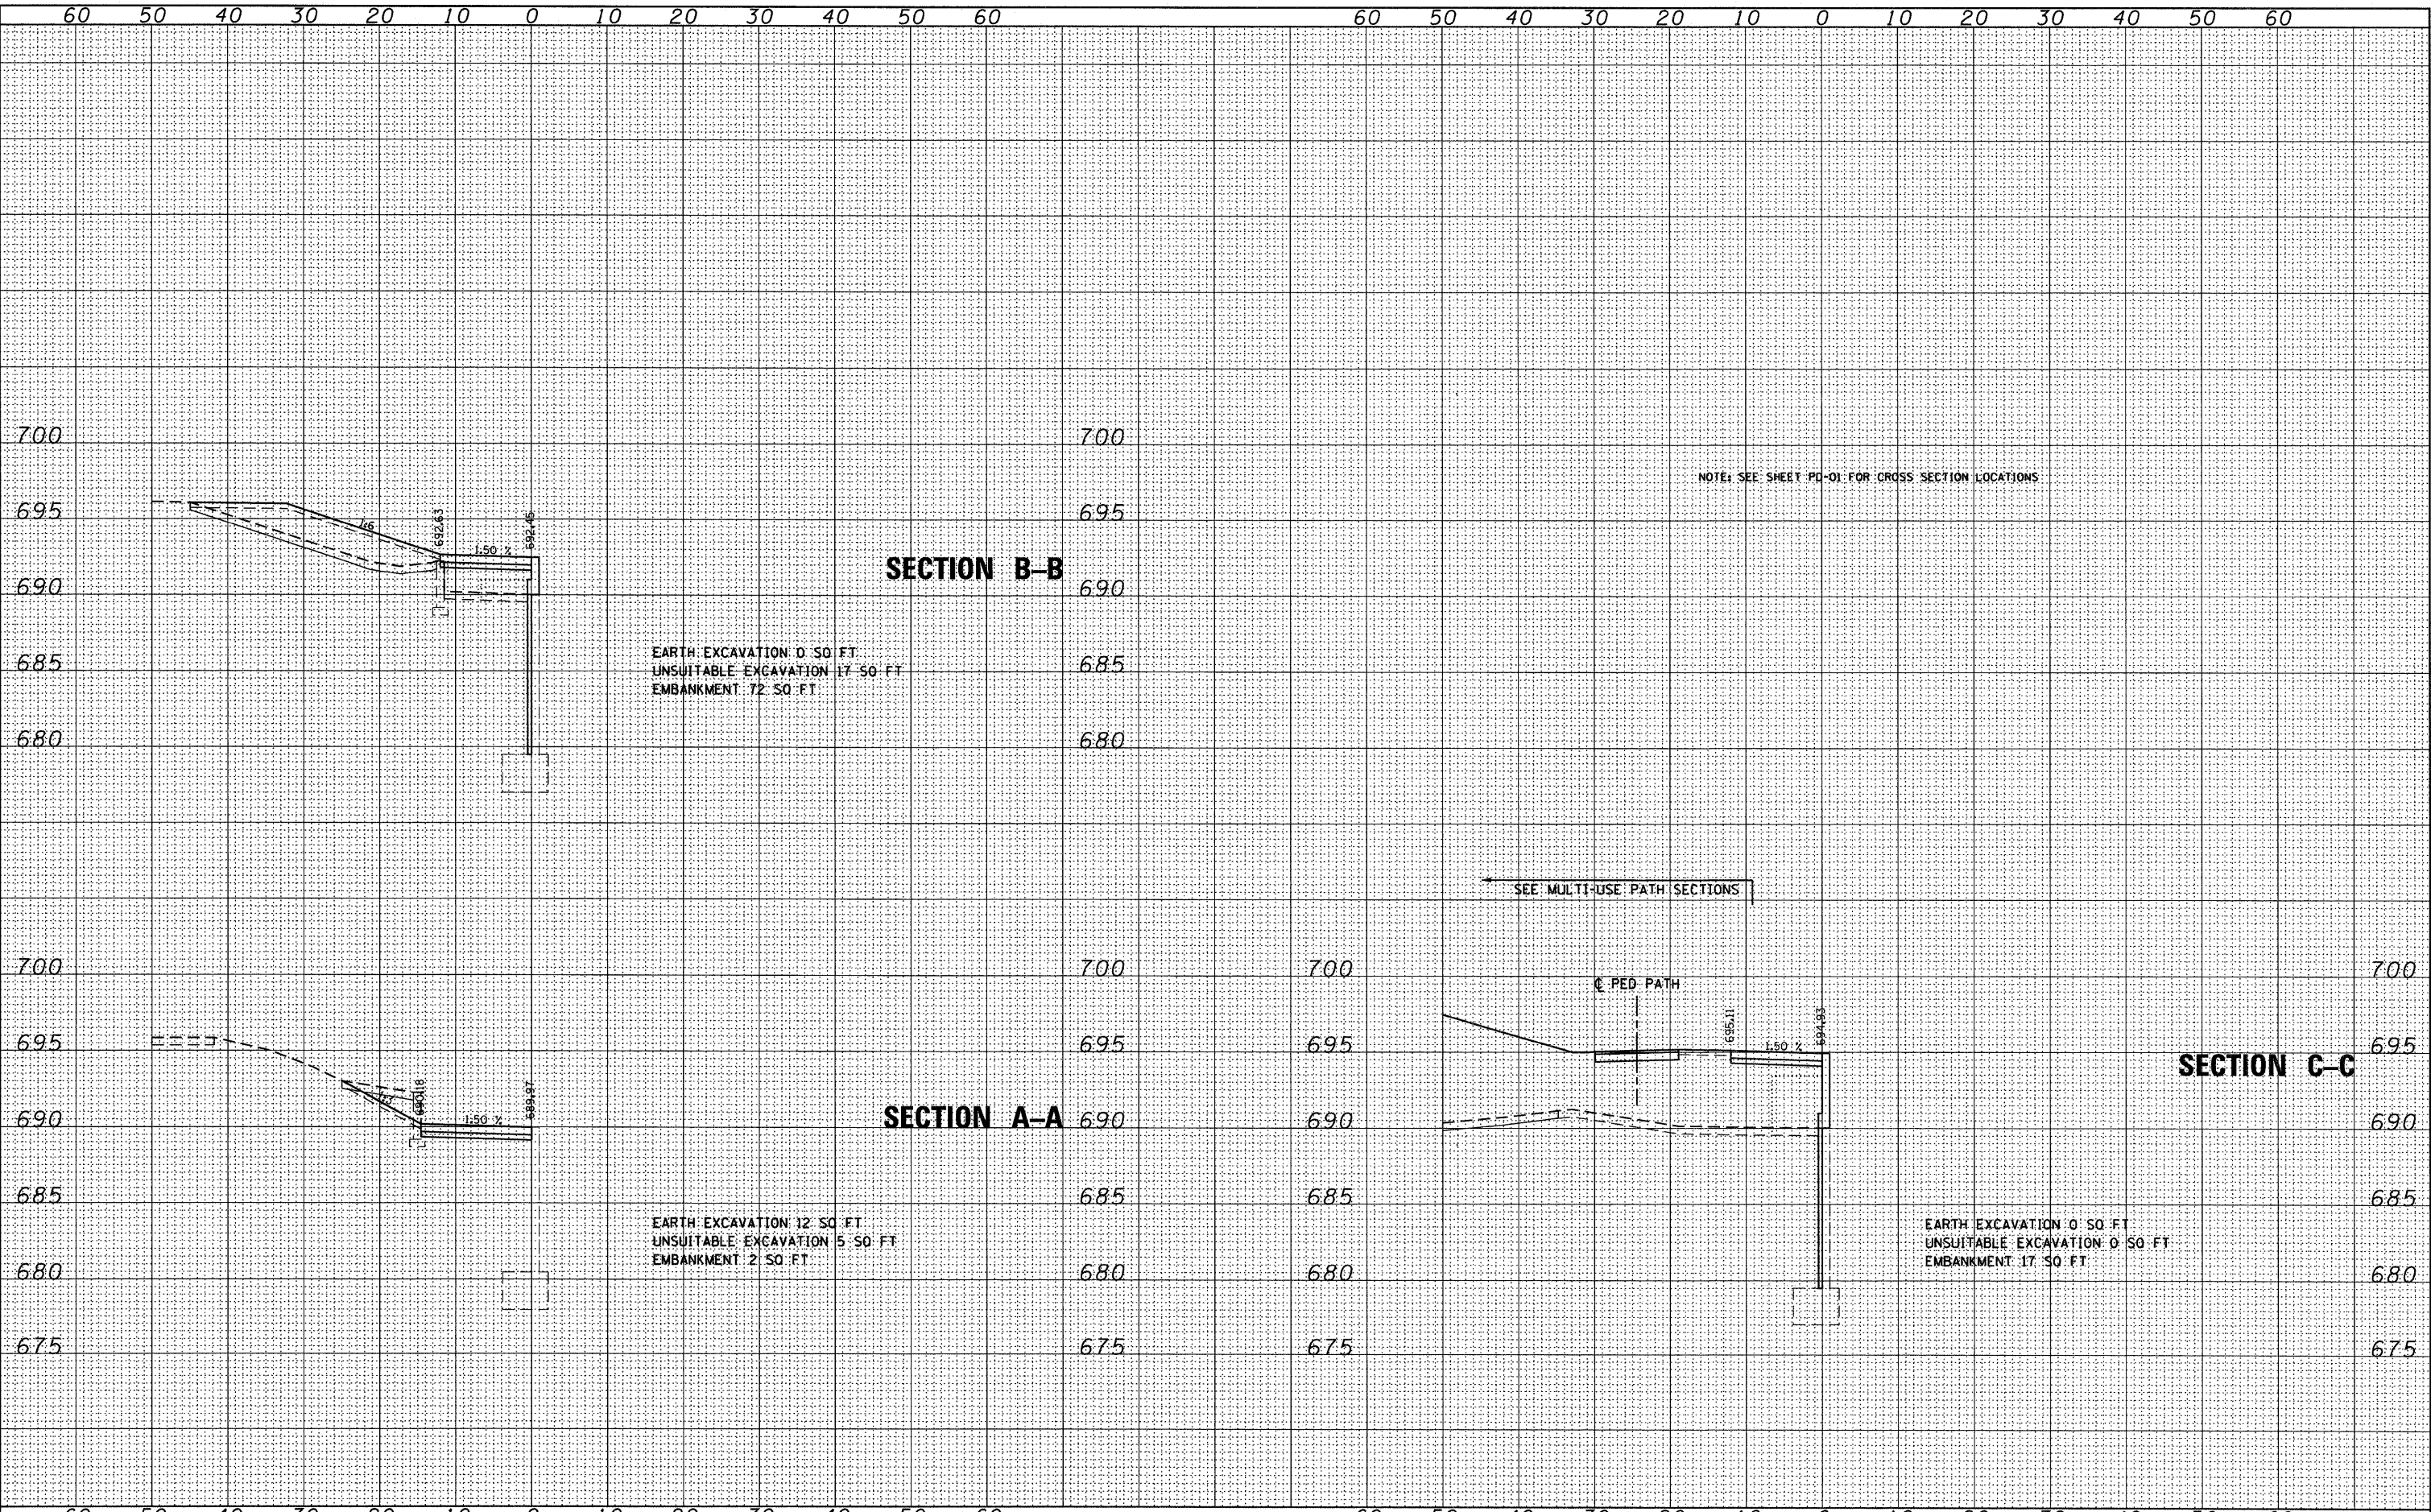 60 50 40 30 20 10 0 10 20 30 40 50 60 60 50 40 30 20 10 0 10 20 30 40 50 60
700 700
NOTE: SEE SHEET PD-01 FOR CROSS SECTION LOCATIONS
695 695
1:6
692.63
692.45
1.50 %
SECTION B–B
690 690
EARTH EXCAVATION 0 SQ FT
UNSUITABLE EXCAVATION 17 SQ FT
EMBANKMENT 72 SQ FT
685 685
680 680
SEE MULTI-USE PATH SECTIONS
700 700 700 700
℄ PED PATH
695 695 695 695
695.11
694.93
1.50 %
SECTION C–C
690.18
689.97
1.50 %
SECTION A–A
690 690 690 690
685 685 685 685
EARTH EXCAVATION 12 SQ FT
UNSUITABLE EXCAVATION 5 SQ FT
EMBANKMENT 2 SQ FT
EARTH EXCAVATION 0 SQ FT
UNSUITABLE EXCAVATION 0 SQ FT
EMBANKMENT 17 SQ FT
680 680 680 680
675 675 675 675